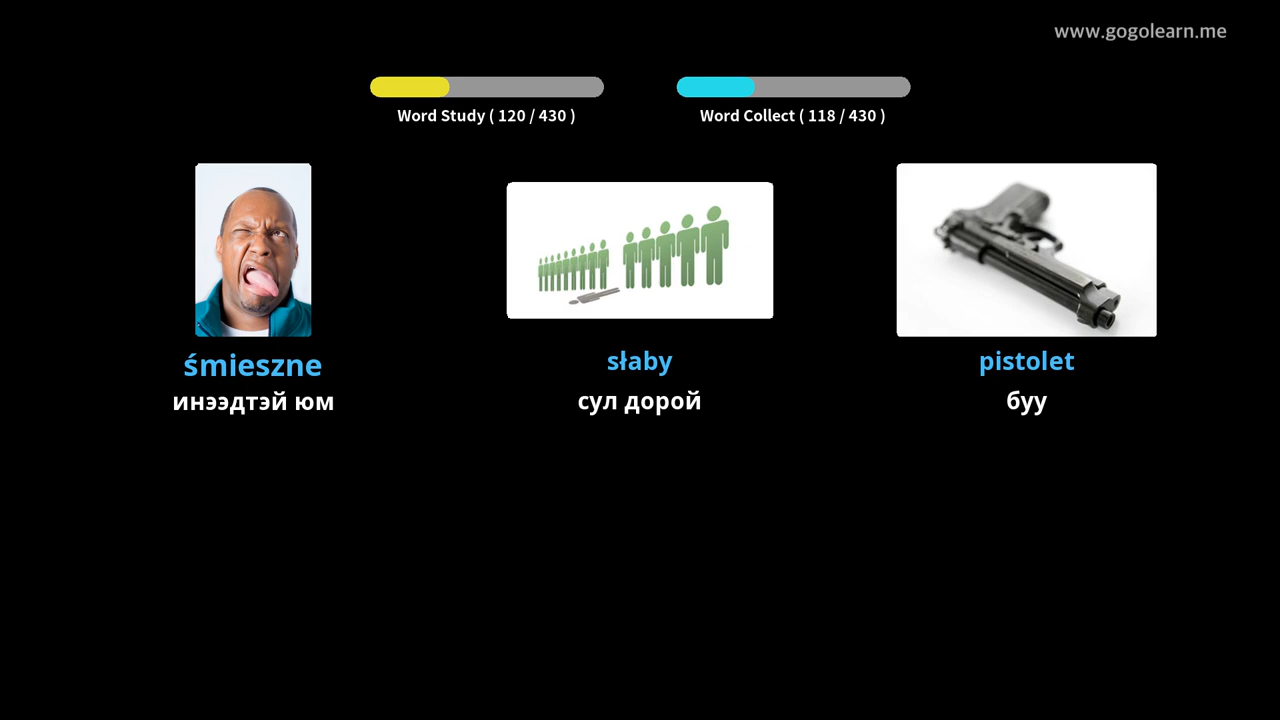 www.gogolearn.me
Word Study ( 120 / 430 )
Word Collect ( 118 / 430 )
śmieszne
инээдтэй юм
słaby
сул дорой
pistolet
буу